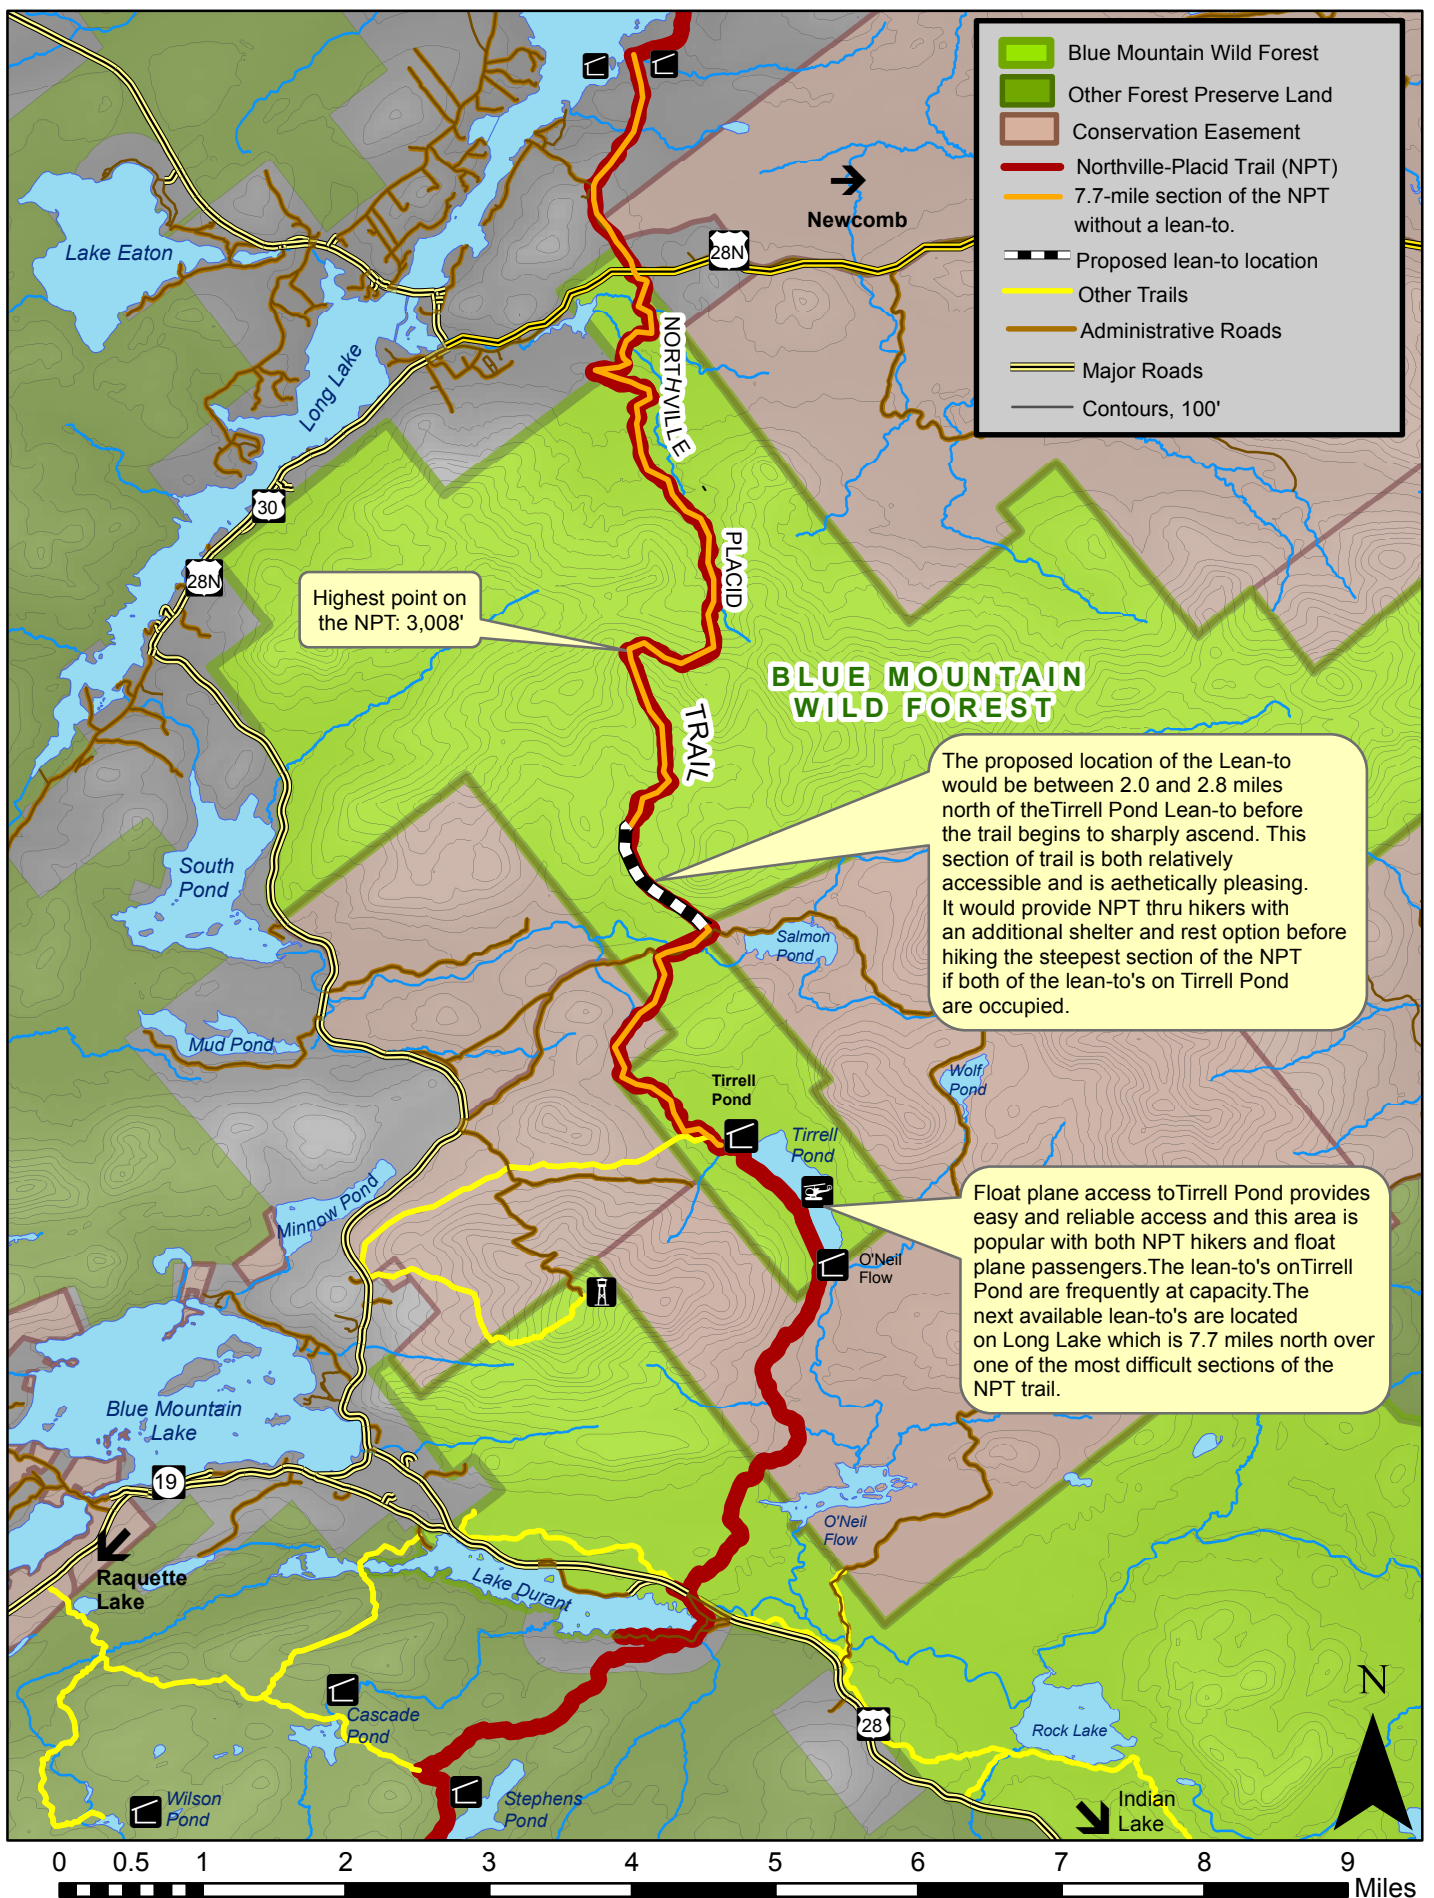 Blue Mountain Wild Forest
Other Forest Preserve Land
Conservation Easement
Northville-Placid Trail (NPT)
7.7-mile section of the NPT
without a lean-to.
Proposed lean-to location
Other Trails
Administrative Roads
Major Roads
Contours, 100'
Newcomb
28N
Lake Eaton
Long Lake
NORTHVILLE
30
28N
PLACID
Highest point on
the NPT: 3,008'
BLUE MOUNTAIN
WILD FOREST
TRAIL
The proposed location of the Lean-to
would be between 2.0 and 2.8 miles
north of theTirrell Pond Lean-to before
the trail begins to sharply ascend. This
section of trail is both relatively
accessible and is aethetically pleasing.
It would provide NPT thru hikers with
an additional shelter and rest option before
hiking the steepest section of the NPT
if both of the lean-to's on Tirrell Pond
are occupied.
South
Pond
Salmon
Pond
Mud Pond
Wolf
Pond
Tirrell
Pond
Tirrell
Pond
Minnow Pond
Float plane access toTirrell Pond provides
easy and reliable access and this area is
popular with both NPT hikers and float
plane passengers.The lean-to's onTirrell
Pond are frequently at capacity.The
next available lean-to's are located
on Long Lake which is 7.7 miles north over
one of the most difficult sections of the
NPT trail.
O'Neil
Flow
Blue Mountain
Lake
19
O'Neil
Flow
Raquette
Lake
Lake Durant
Cascade
Pond
N
28
Rock Lake
Wilson
Pond
Stephens
Pond
Indian
Lake
0 0.5 1 2 3 4 5 6 7 8 9
Miles